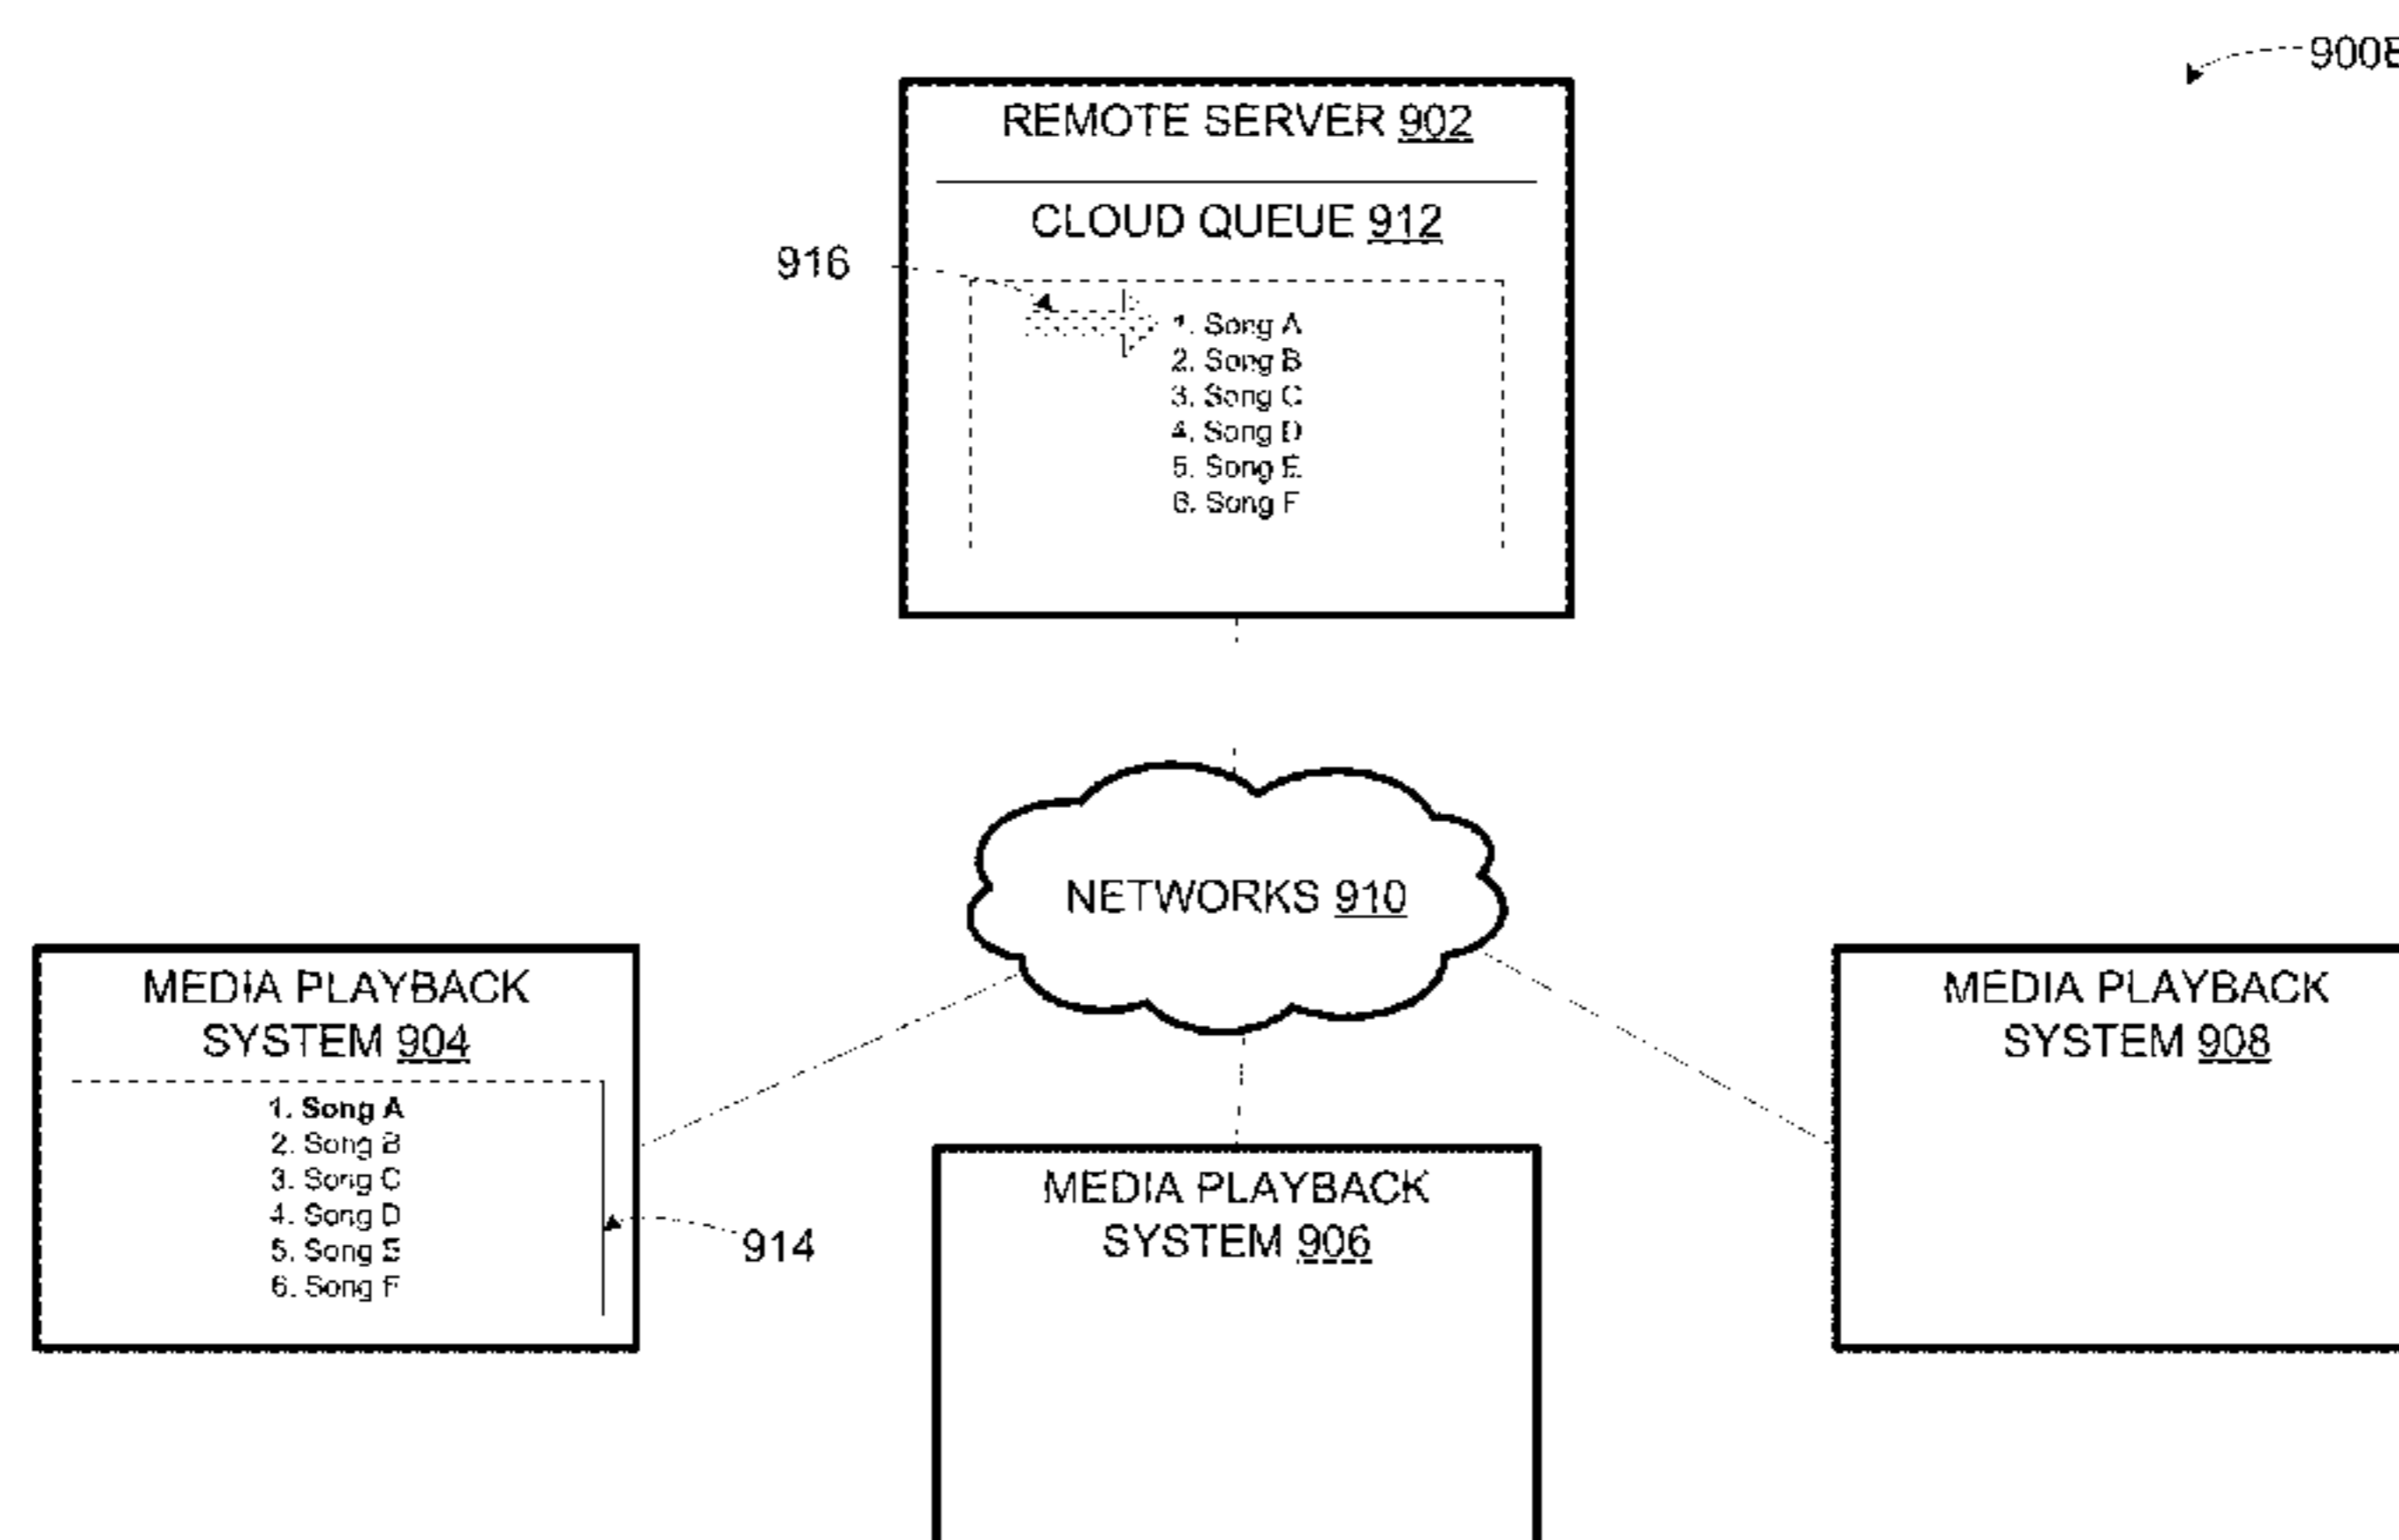 900B
REMOTE SERVER 902
CLOUD QUEUE 912
916
1. Song A
2. Song B
3. Song C
4. Song D
5. Song E
6. Song F
NETWORKS 910
MEDIA PLAYBACK
SYSTEM 904
1. Song A
2. Song B
3. Song C
4. Song D
5. Song E
6. Song F
914
MEDIA PLAYBACK
SYSTEM 906
MEDIA PLAYBACK
SYSTEM 908